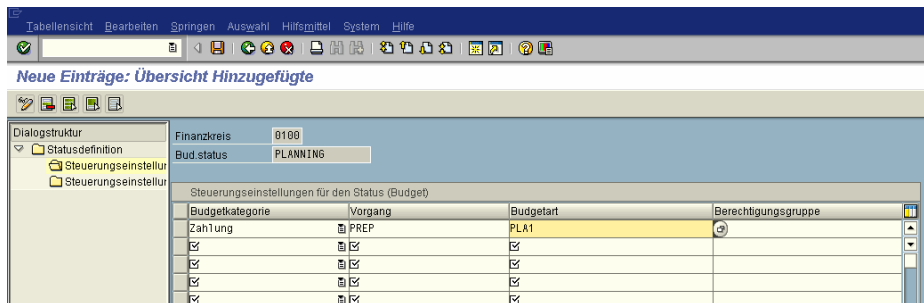 Tabellensicht Bearbeiten Springen Auswahl Hilfsmittel System Hilfe
Neue Einträge: Übersicht Hinzugefügte
Dialogstruktur
Statusdefinition
Steuerungseinstellur
Steuerungseinstellur
Finanzkreis 0100
Bud.status PLANNING
Steuerungseinstellungen für den Status (Budget)
Budgetkategorie Vorgang Budgetart Berechtigungsgruppe
Zahlung PREP PLA1